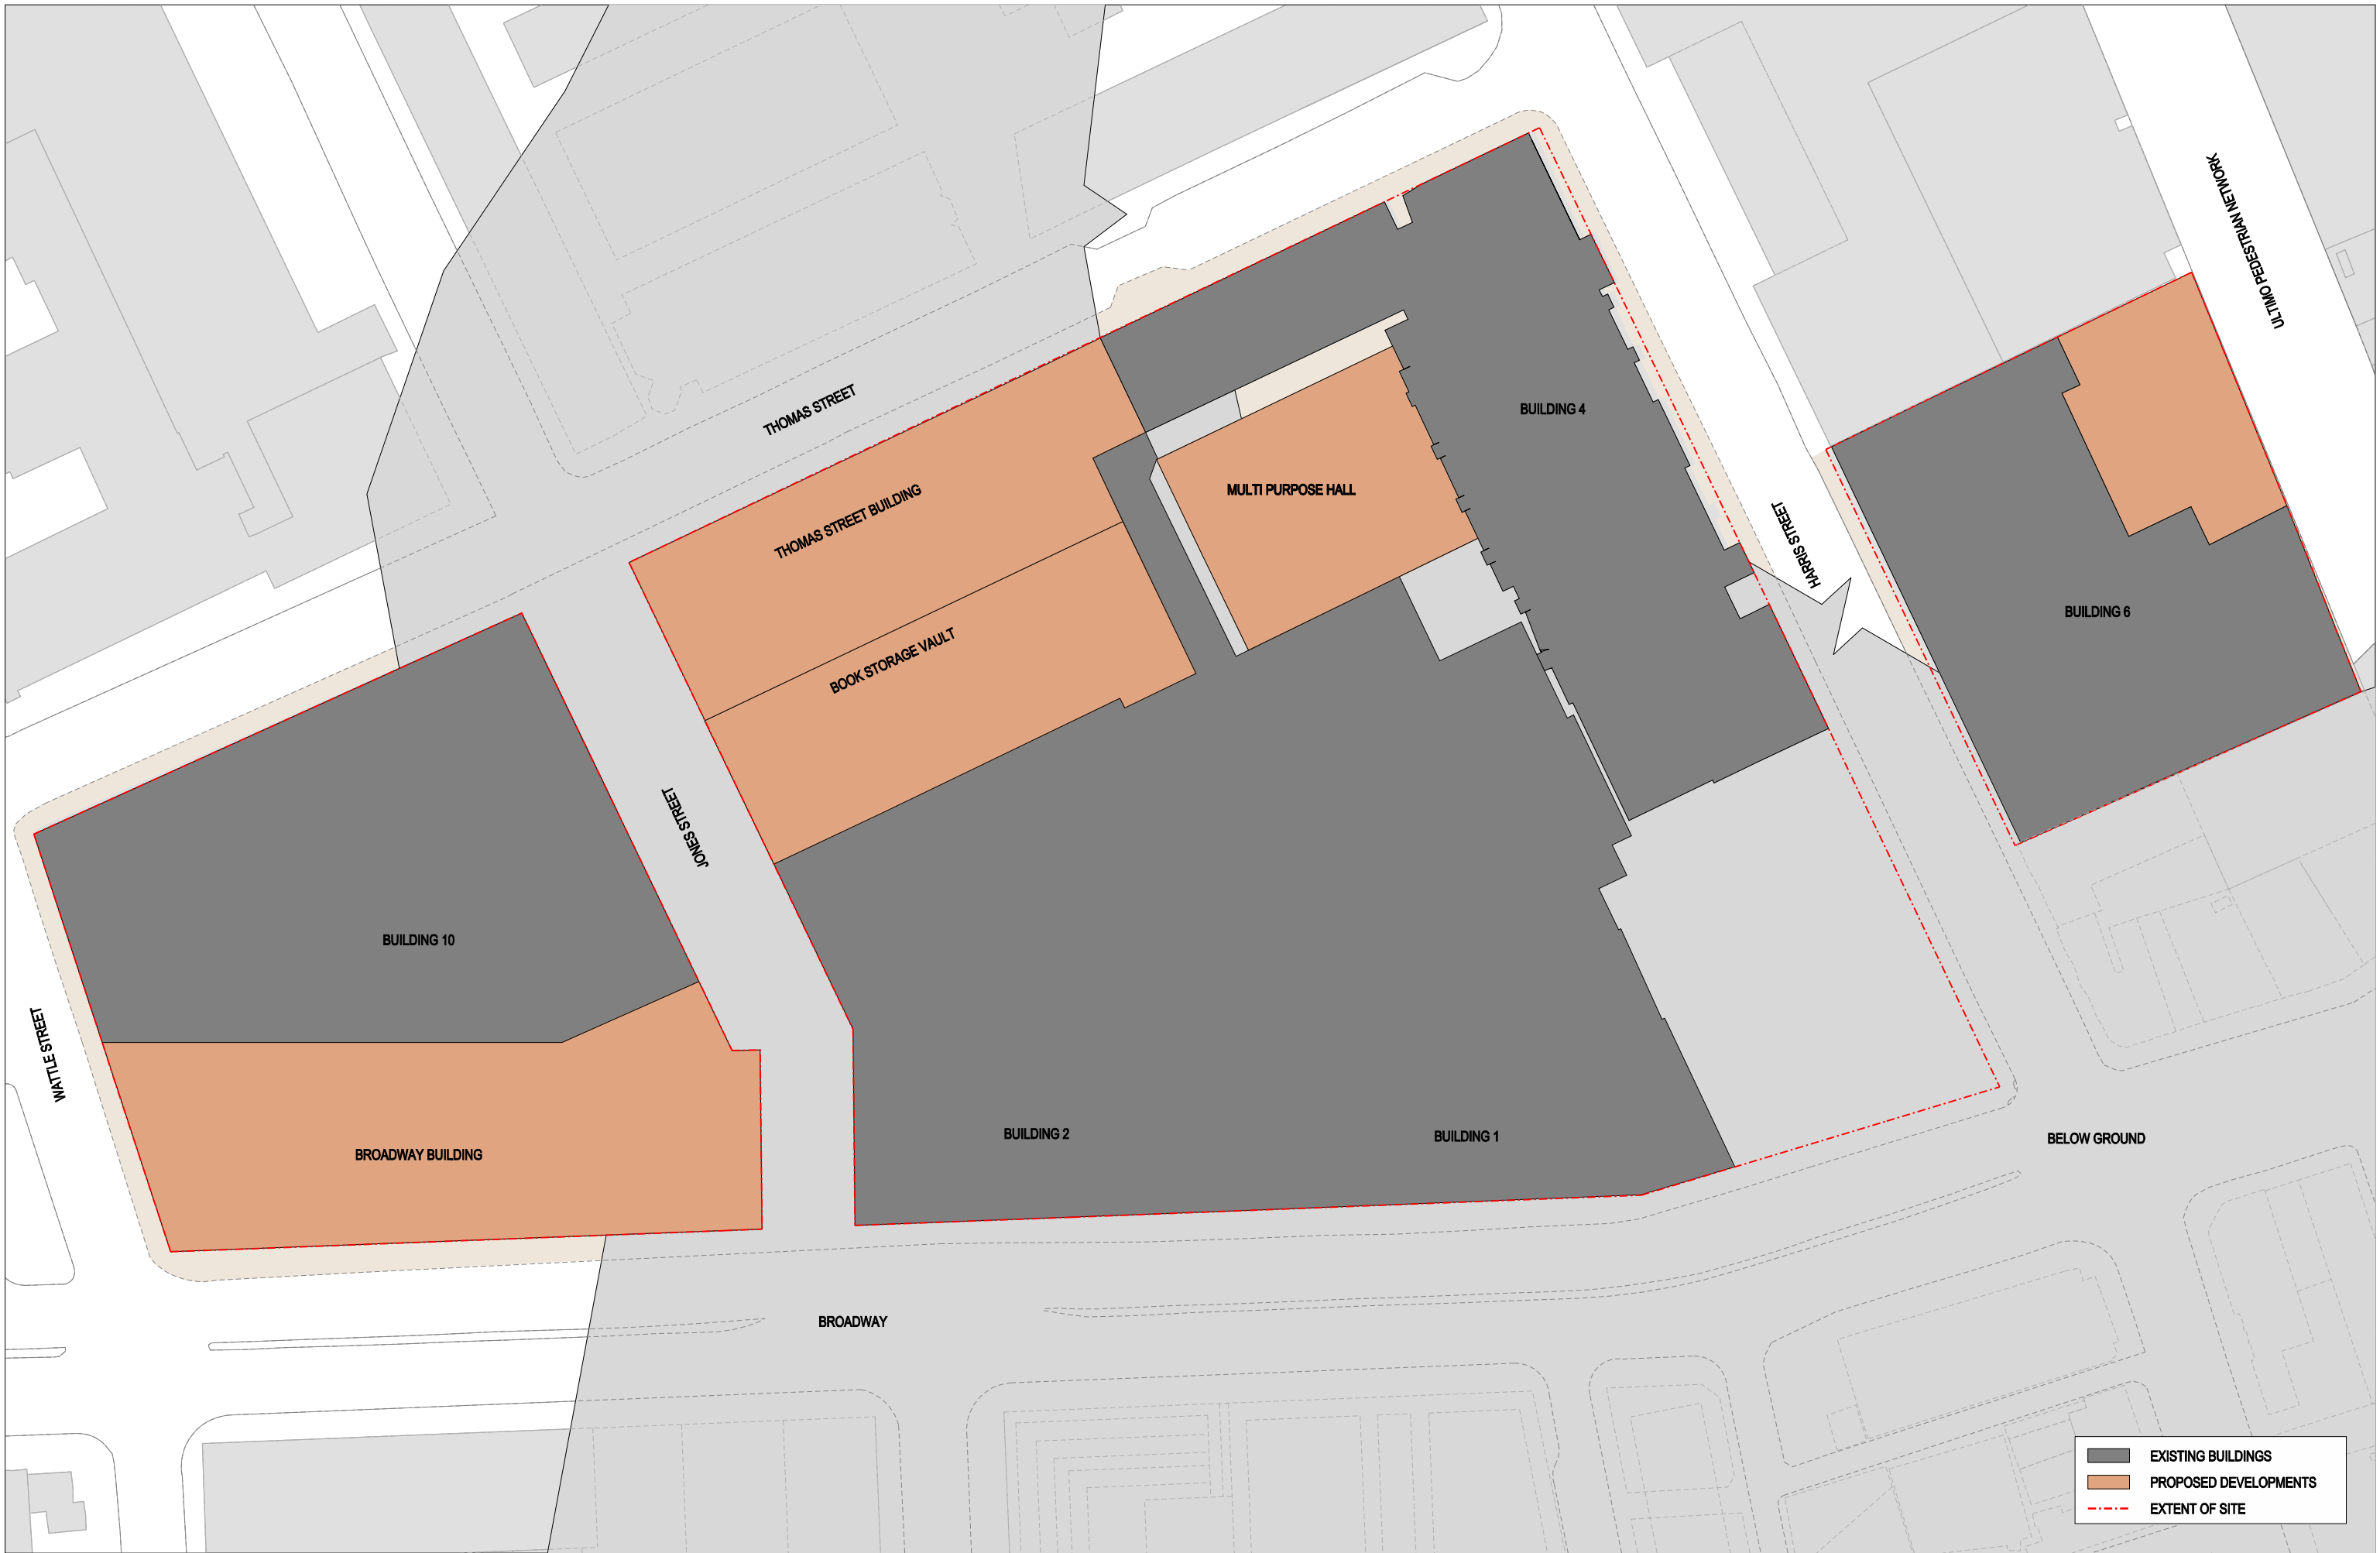 ULTIMO PEDESTRIAN NETWORK
THOMAS STREET
BUILDING 4
THOMAS STREET BUILDING
MULTI PURPOSE HALL
HARRIS STREET
BUILDING 6
BOOK STORAGE VAULT
JONES STREET
BUILDING 10
WATTLE STREET
BROADWAY BUILDING
BUILDING 2
BUILDING 1
BELOW GROUND
BROADWAY
EXISTING BUILDINGS
PROPOSED DEVELOPMENTS
EXTENT OF SITE